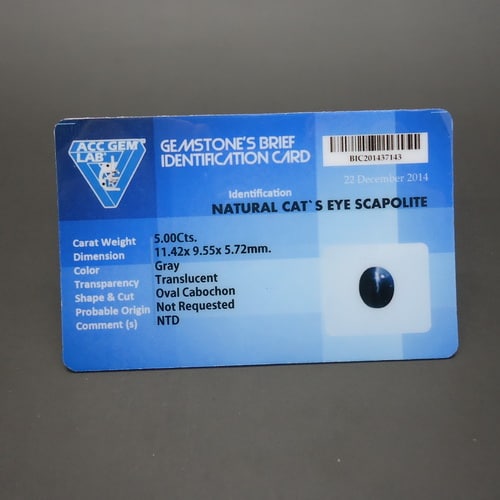 ACC GEM
LAB
GEMSTONE'S BRIEF
IDENTIFICATION CARD
BIC201437143
22 December 2014
Identification
NATURAL CAT`S EYE SCAPOLITE
Carat Weight 5.00Cts.
Dimension 11.42x 9.55x 5.72mm.
Color Gray
Transparency Translucent
Shape & Cut Oval Cabochon
Probable Origin Not Requested
Comment (s) NTD